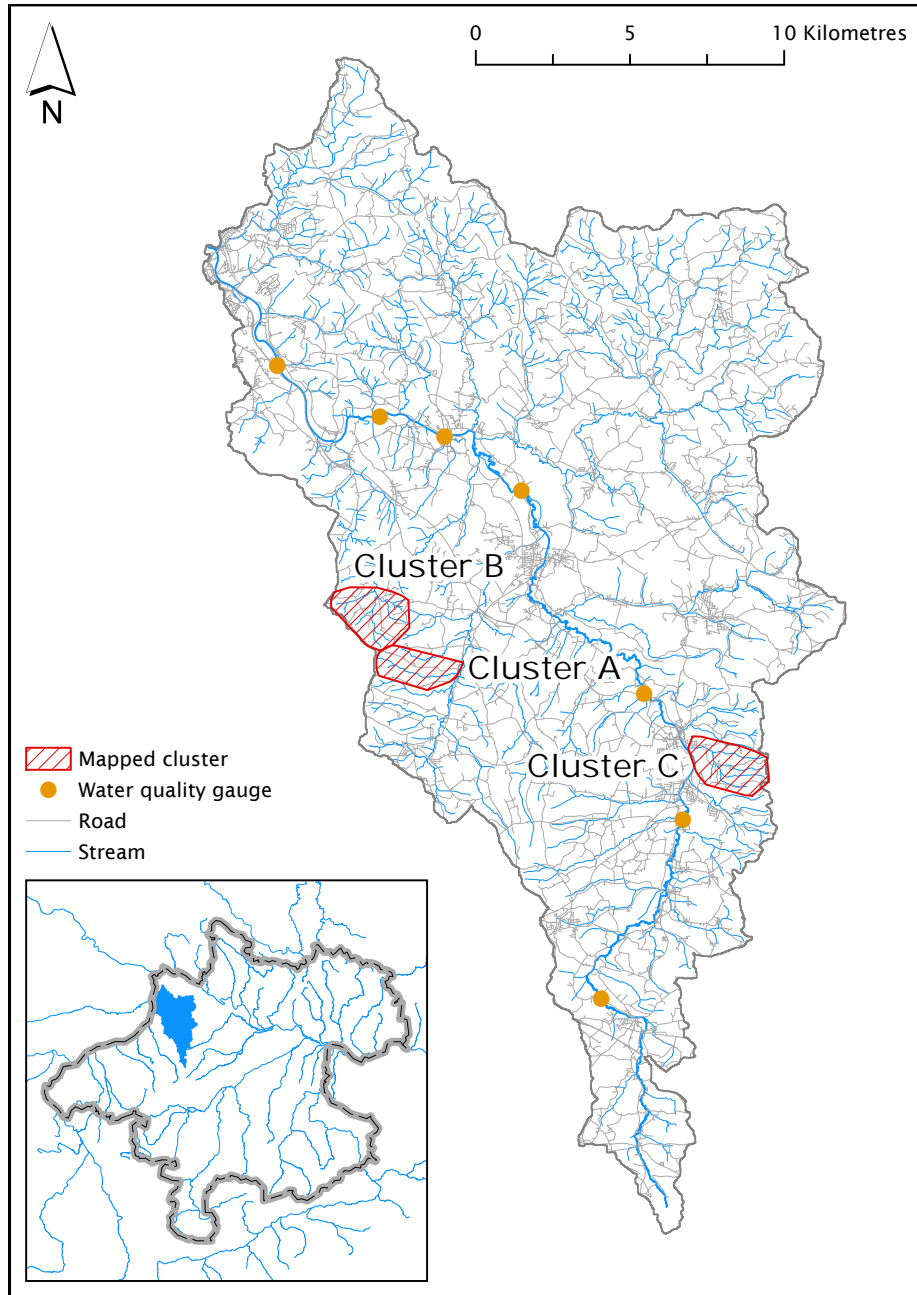 0 5 10 Kilometres
N
Cluster B
Cluster A
Cluster C
Mapped cluster
Water quality gauge
Road
Stream